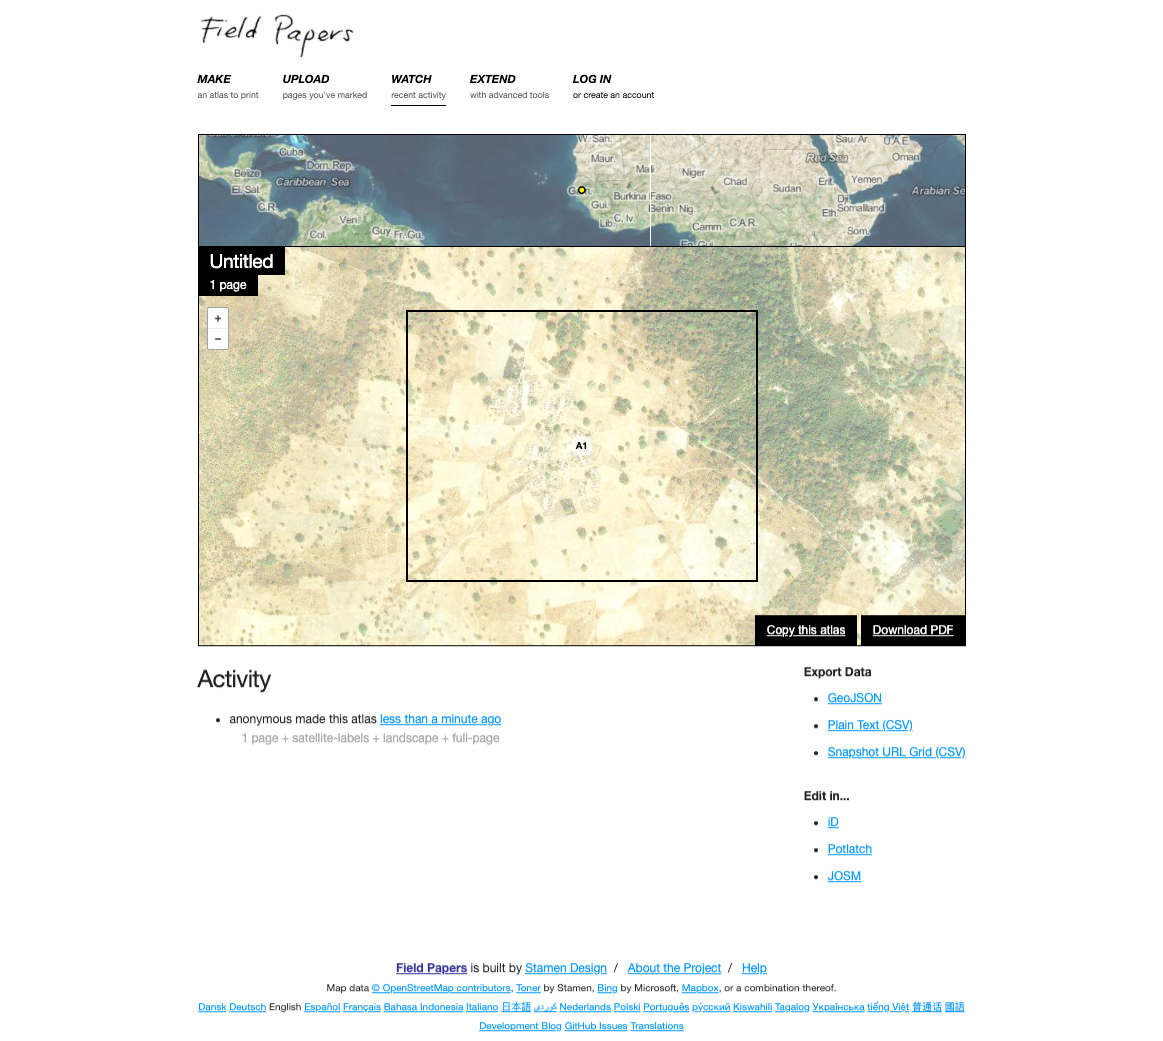 Field Papers
MAKE UPLOAD WATCH EXTEND LOG IN
an atlas to print pages you've marked recent activity with advanced tools or create an account
W. Sah. Sau. Ar. U.A.E
Cuba Maur. Red Sea Oman
Dom. Rep.
Belize Mali Niger
Caribbean Sea Chad Erit. Yemen
El. Sal. Sudan Arabian Se
Burkina Faso Dji.
C.R. Gui. Benin Nig. Somaliland
Ven. C. Iv. Eth.
Lib. C.A.R.
Guy. Camm
Col. Fr. Gu. Som.
Untitled
1 page
+
−
A1
Copy this atlas Download PDF
Activity
Export Data
GeoJSON
anonymous made this atlas less than a minute ago
Plain Text (CSV)
1 page + satellite-labels + landscape + full-page
Snapshot URL Grid (CSV)
Edit in...
iD
Potlatch
JOSM
Field Papers is built by Stamen Design / About the Project / Help
Map data © OpenStreetMap contributors, Toner by Stamen, Bing by Microsoft, Mapbox, or a combination thereof.
Dansk Deutsch English Español Français Bahasa Indonesia Italiano 日本語 كوردی Nederlands Polski Português ру́сский Kiswahili Tagalog Українська tiếng Việt 普通话 國語
Development Blog GitHub Issues Translations